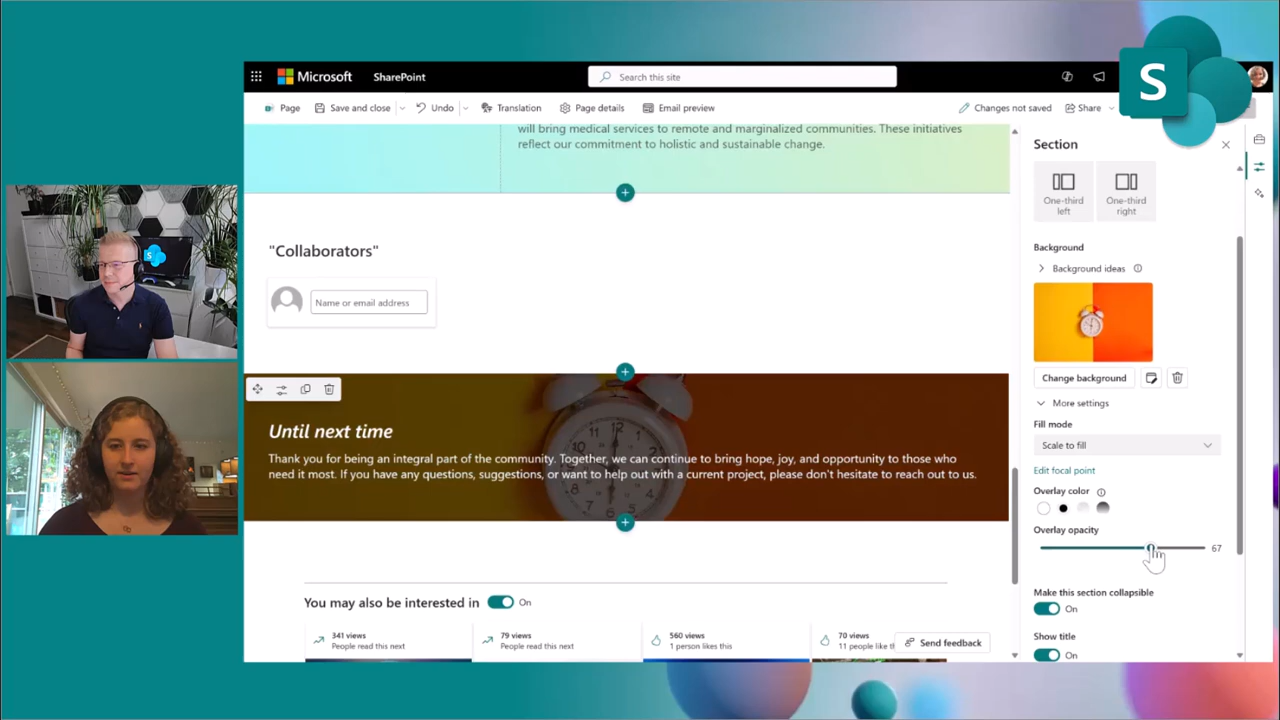 Microsoft SharePoint Search this site
S
Page Save and close Undo Translation Page details Email preview Changes not saved Share
will bring medical services to remote and marginalized communities. These initiatives
reflect our commitment to holistic and sustainable change.
"Collaborators"
Name or email address
Until next time
Thank you for being an integral part of the community. Together, we can continue to bring hope, joy, and opportunity to those who
need it most. If you have any questions, suggestions, or want to help out with a current project, please don't hesitate to reach out to us.
You may also be interested in On
341 views
People read this next
79 views
People read this next
560 views
1 person likes this
70 views
11 people like th
Send feedback
Section
One-third
left
One-third
right
Background
Background ideas
Change background
More settings
Fill mode
Scale to fill
Edit focal point
Overlay color
Overlay opacity
67
Make this section collapsible
On
Show title
On
S